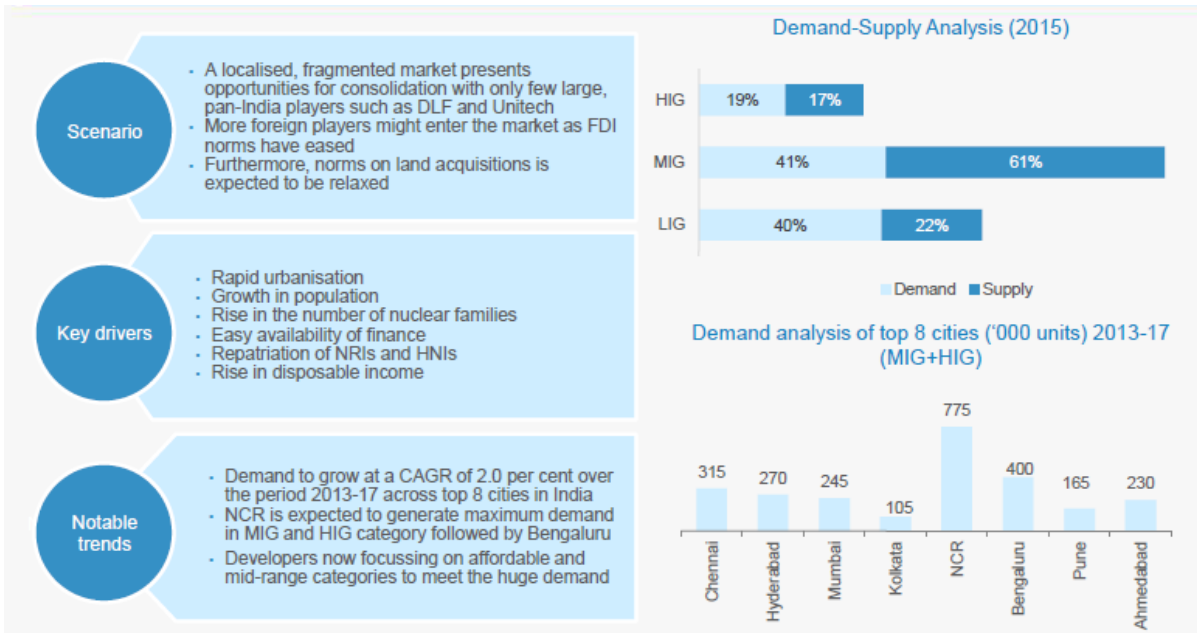 Scenario
· A localised, fragmented market presents
opportunities for consolidation with only few large,
pan-India players such as DLF and Unitech
· More foreign players might enter the market as FDI
norms have eased
· Furthermore, norms on land acquisitions is
expected to be relaxed
Key drivers
· Rapid urbanisation
· Growth in population
· Rise in the number of nuclear families
· Easy availability of finance
· Repatriation of NRIs and HNIs
· Rise in disposable income
Notable
trends
· Demand to grow at a CAGR of 2.0 per cent over
the period 2013-17 across top 8 cities in India
· NCR is expected to generate maximum demand
in MIG and HIG category followed by Bengaluru
· Developers now focussing on affordable and
mid-range categories to meet the huge demand
Demand-Supply Analysis (2015)
HIG 19% 17%
MIG 41% 61%
LIG 40% 22%
Demand Supply
Demand analysis of top 8 cities (‘000 units) 2013-17
(MIG+HIG)
315 270 245 105 775 400 165 230
Chennai Hyderabad Mumbai Kolkata NCR Bengaluru Pune Ahmedabad